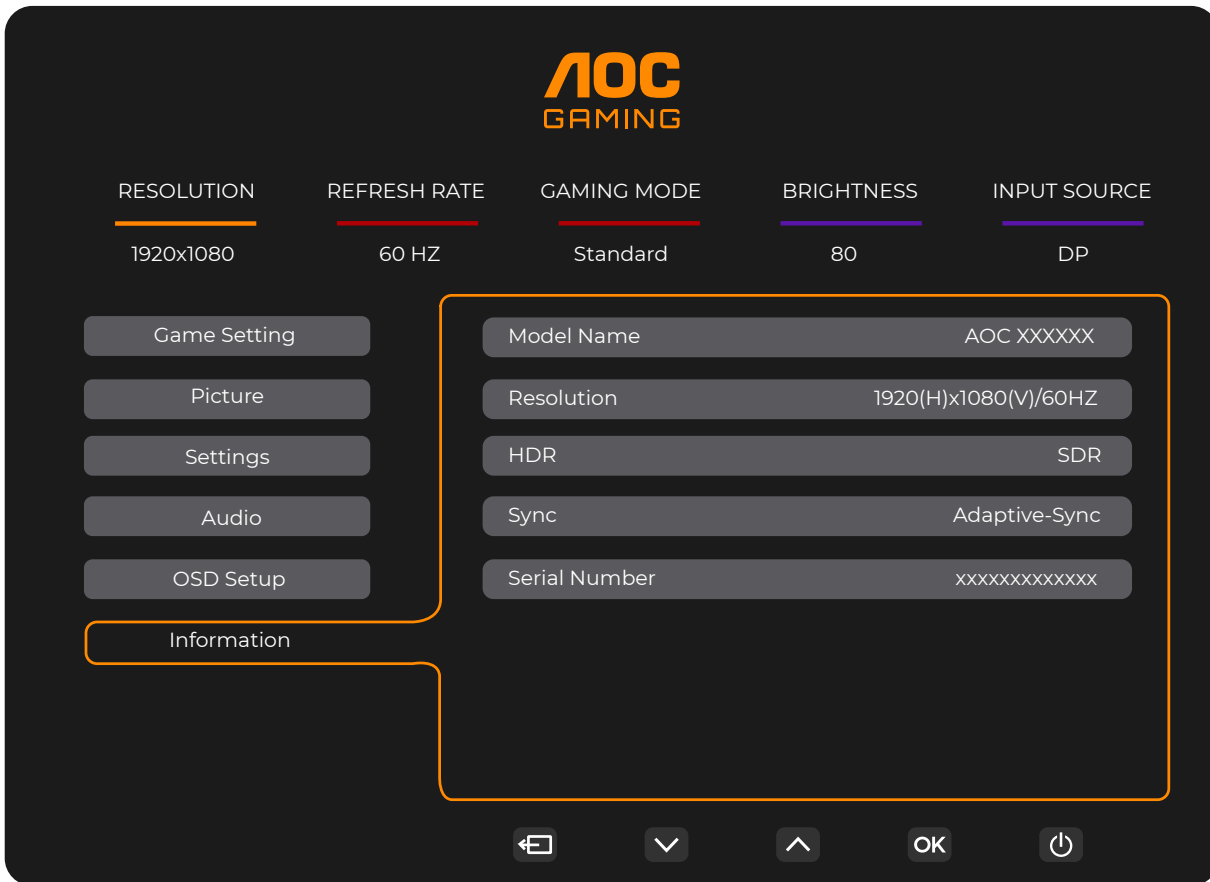 AOC
GAMING
RESOLUTION REFRESH RATE GAMING MODE BRIGHTNESS INPUT SOURCE
1920x1080 60 HZ Standard 80 DP
Game Setting
Model Name AOC XXXXXX
Picture
Resolution 1920(H)x1080(V)/60HZ
Settings
HDR SDR
Audio
Sync Adaptive-Sync
OSD Setup
Serial Number xxxxxxxxxxxxx
Information
OK